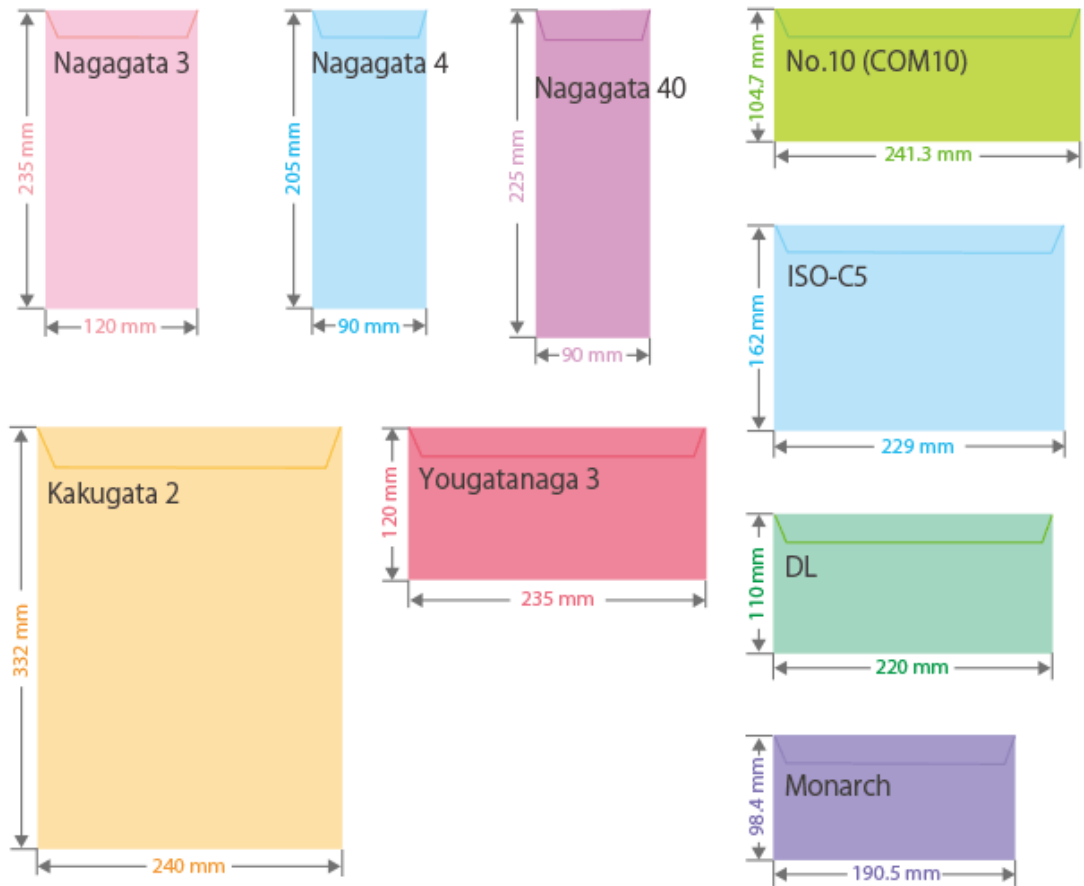 Nagagata 3
235 mm
120 mm
Nagagata 4
205 mm
90 mm
Nagagata 40
225 mm
90 mm
No.10 (COM10)
104.7 mm
241.3 mm
ISO-C5
162 mm
229 mm
Kakugata 2
332 mm
240 mm
Yougatanaga 3
120 mm
235 mm
DL
110 mm
220 mm
Monarch
98.4 mm
190.5 mm